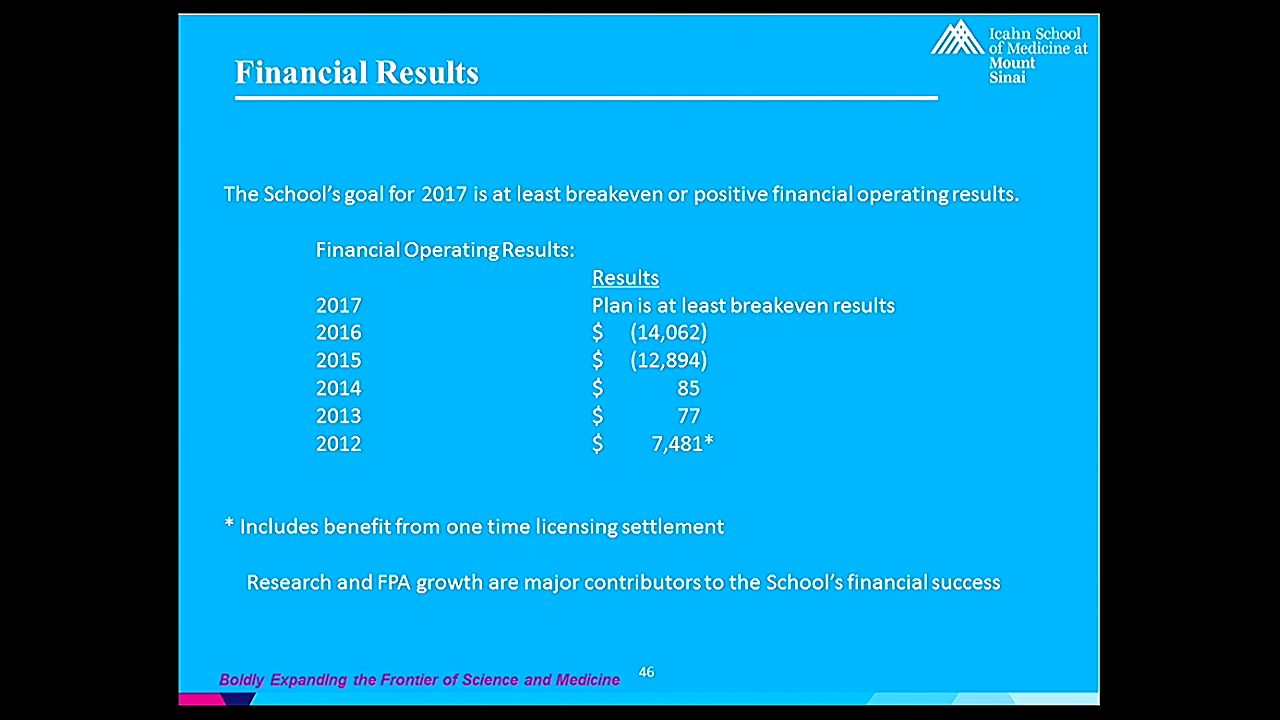 Icahn School
of Medicine at
Mount
Sinai
Financial Results
The School's goal for 2017 is at least breakeven or positive financial operating results.
Financial Operating Results:
Results
2017 Plan is at least breakeven results
2016 $ (14,062)
2015 $ (12,894)
2014 $ 85
2013 $ 77
2012 $ 7,481*
* Includes benefit from one time licensing settlement
Research and FPA growth are major contributors to the School's financial success
46
Boldly Expanding the Frontier of Science and Medicine